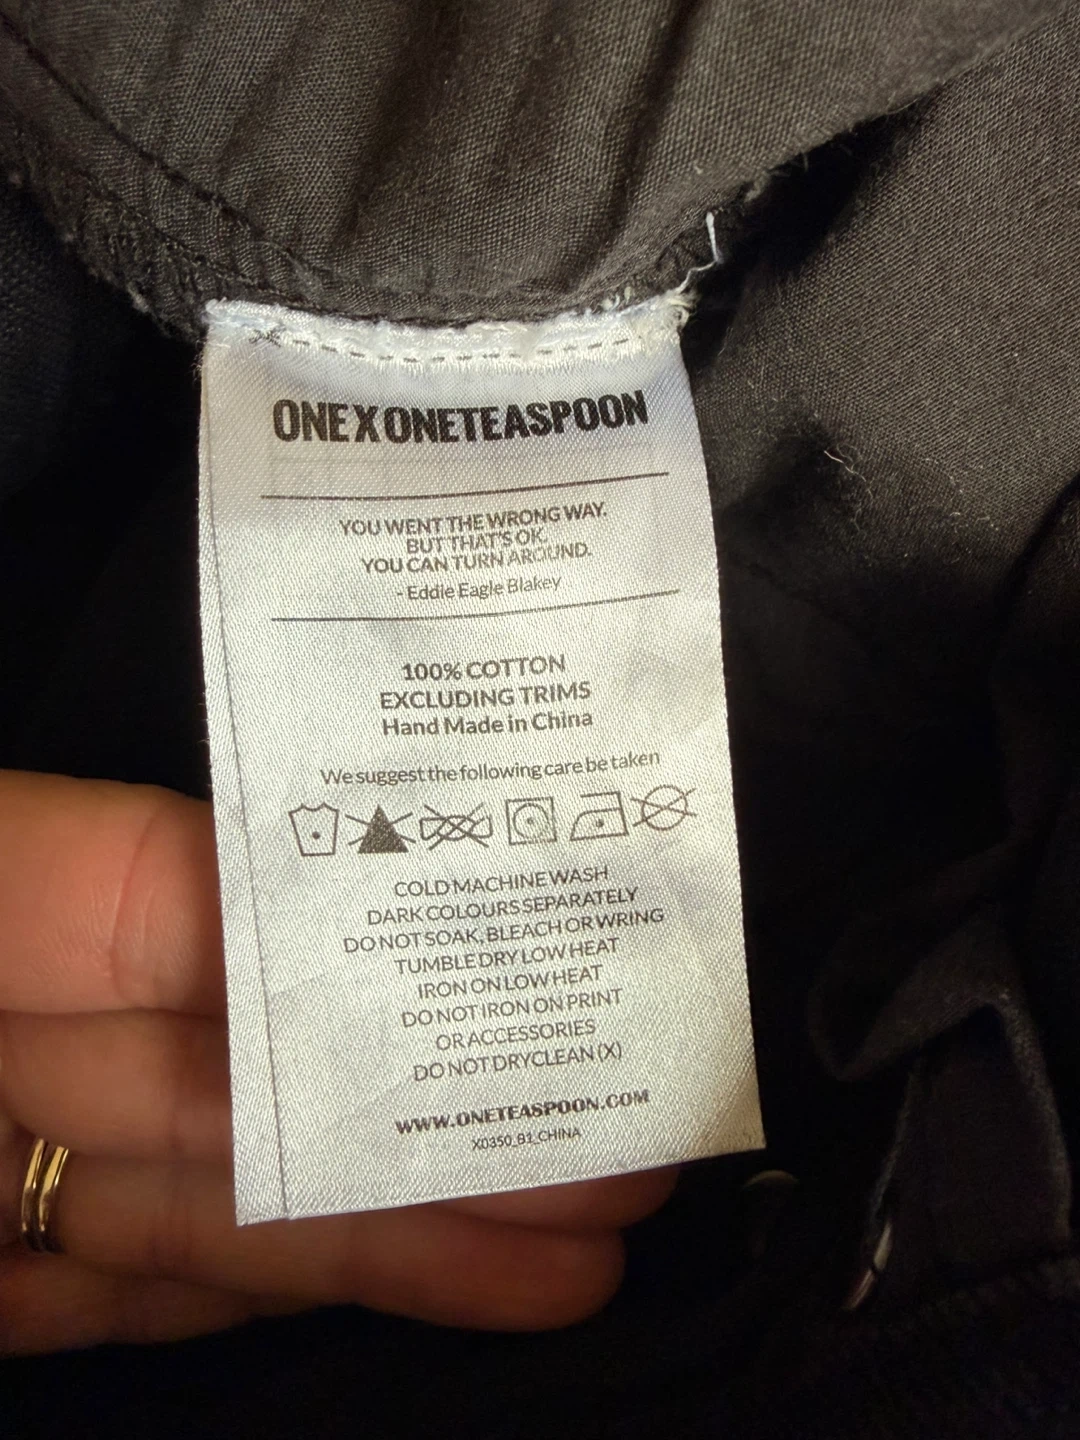 ONEXONETEASPOON
YOU WENT THE WRONG WAY.
BUT THAT'S OK.
YOU CAN TURN AROUND.
- Eddie Eagle Blakey
100% COTTON
EXCLUDING TRIMS
Hand Made in China
We suggest the following care be taken
COLD MACHINE WASH
DARK COLOURS SEPARATELY
DO NOT SOAK, BLEACH OR WRING
TUMBLE DRY LOW HEAT
IRON ON LOW HEAT
DO NOT IRON ON PRINT
OR ACCESSORIES
DO NOT DRYCLEAN (X)
WWW.ONETEASPOON.COM
X0350_B1_CHINA